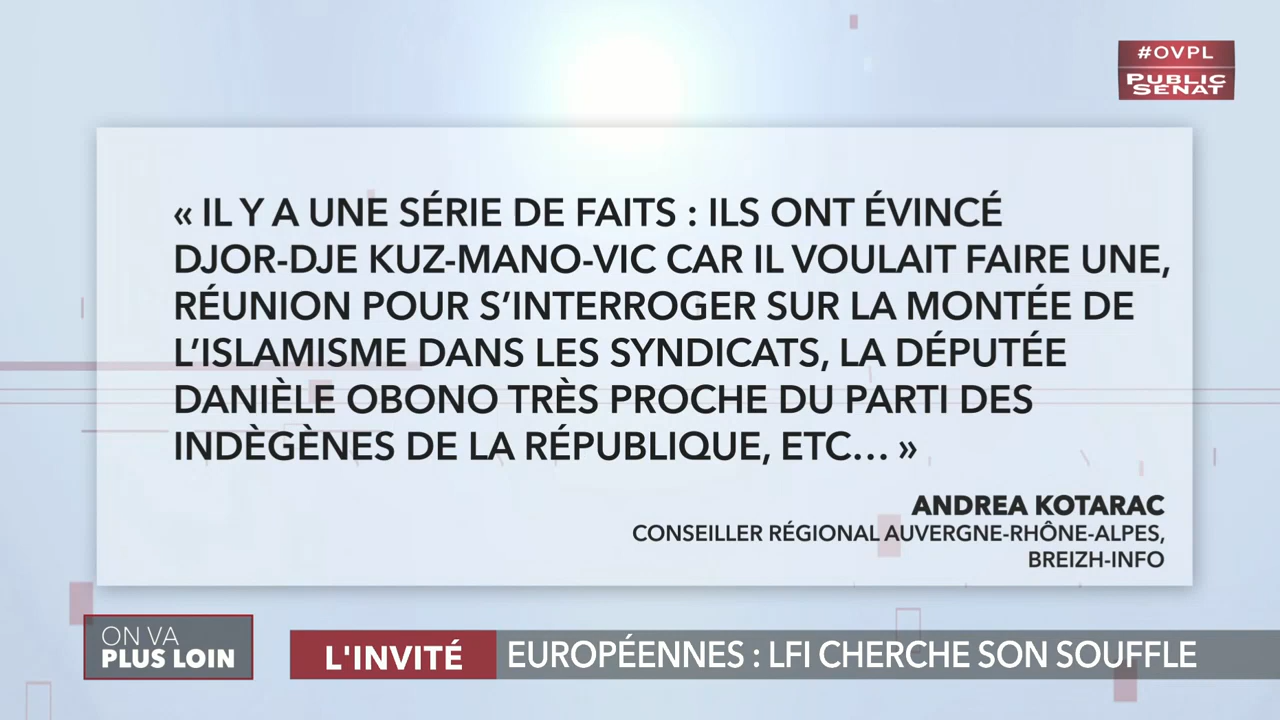 #OVPL
PUBLIC
SENAT
« IL Y A UNE SÉRIE DE FAITS : ILS ONT ÉVINCÉ
DJOR-DJE KUZ-MANO-VIC CAR IL VOULAIT FAIRE UNE,
RÉUNION POUR S’INTERROGER SUR LA MONTÉE DE
L’ISLAMISME DANS LES SYNDICATS, LA DÉPUTÉE
DANIÈLE OBONO TRÈS PROCHE DU PARTI DES
INDÈGÈNES DE LA RÉPUBLIQUE, ETC... »
ANDREA KOTARAC
CONSEILLER RÉGIONAL AUVERGNE-RHÔNE-ALPES,
BREIZH-INFO
ON VA
PLUS LOIN
L'INVITÉ
EUROPÉENNES : LFI CHERCHE SON SOUFFLE